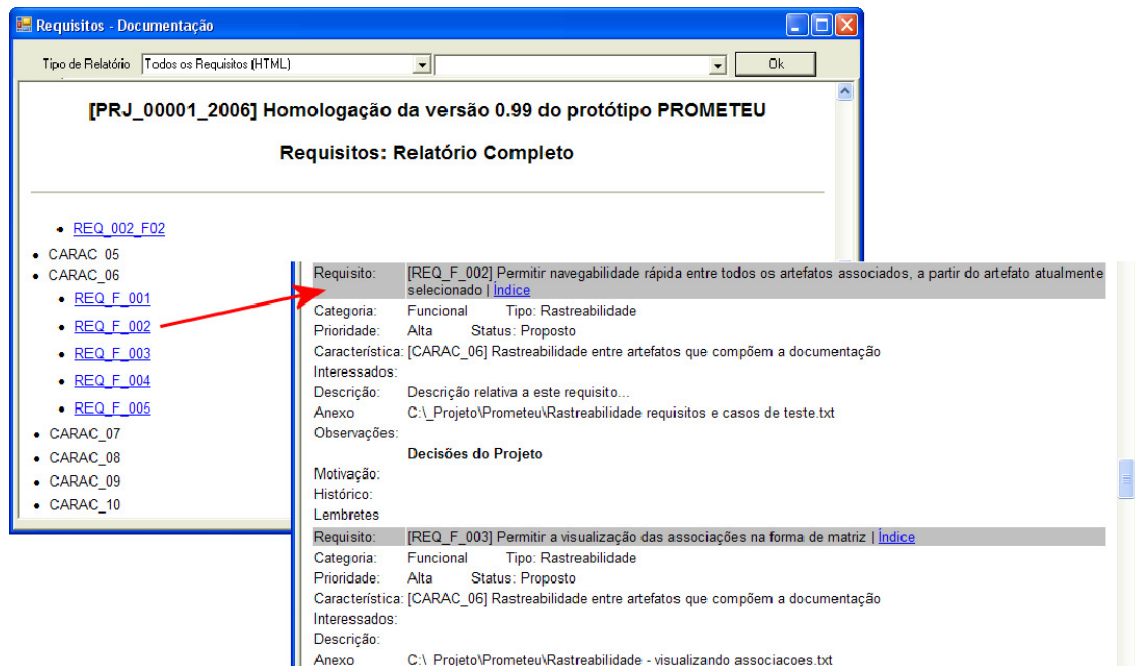 Requisitos - Documentação
Tipo de Relatório Todos os Requisitos (HTML) Ok
[PRJ_00001_2006] Homologação da versão 0.99 do protótipo PROMETEU
Requisitos: Relatório Completo
REQ_002_F02
CARAC_05
CARAC_06
REQ_F_001
REQ_F_002
REQ_F_003
REQ_F_004
REQ_F_005
CARAC_07
CARAC_08
CARAC_09
CARAC_10
Requisito: [REQ_F_002] Permitir navegabilidade rápida entre todos os artefatos associados, a partir do artefato atualmente
selecionado | Índice
Categoria: Funcional Tipo: Rastreabilidade
Prioridade: Alta Status: Proposto
Característica: [CARAC_06] Rastreabilidade entre artefatos que compõem a documentação
Interessados:
Descrição: Descrição relativa a este requisito...
Anexo C:\_Projeto\Prometeu\Rastreabilidade requisitos e casos de teste.txt
Observações:
Decisões do Projeto
Motivação:
Histórico:
Lembretes
Requisito: [REQ_F_003] Permitir a visualização das associações na forma de matriz | Índice
Categoria: Funcional Tipo: Rastreabilidade
Prioridade: Alta Status: Proposto
Característica: [CARAC_06] Rastreabilidade entre artefatos que compõem a documentação
Interessados:
Descrição:
Anexo C:\_Projeto\Prometeu\Rastreabilidade - visualizando associacoes.txt